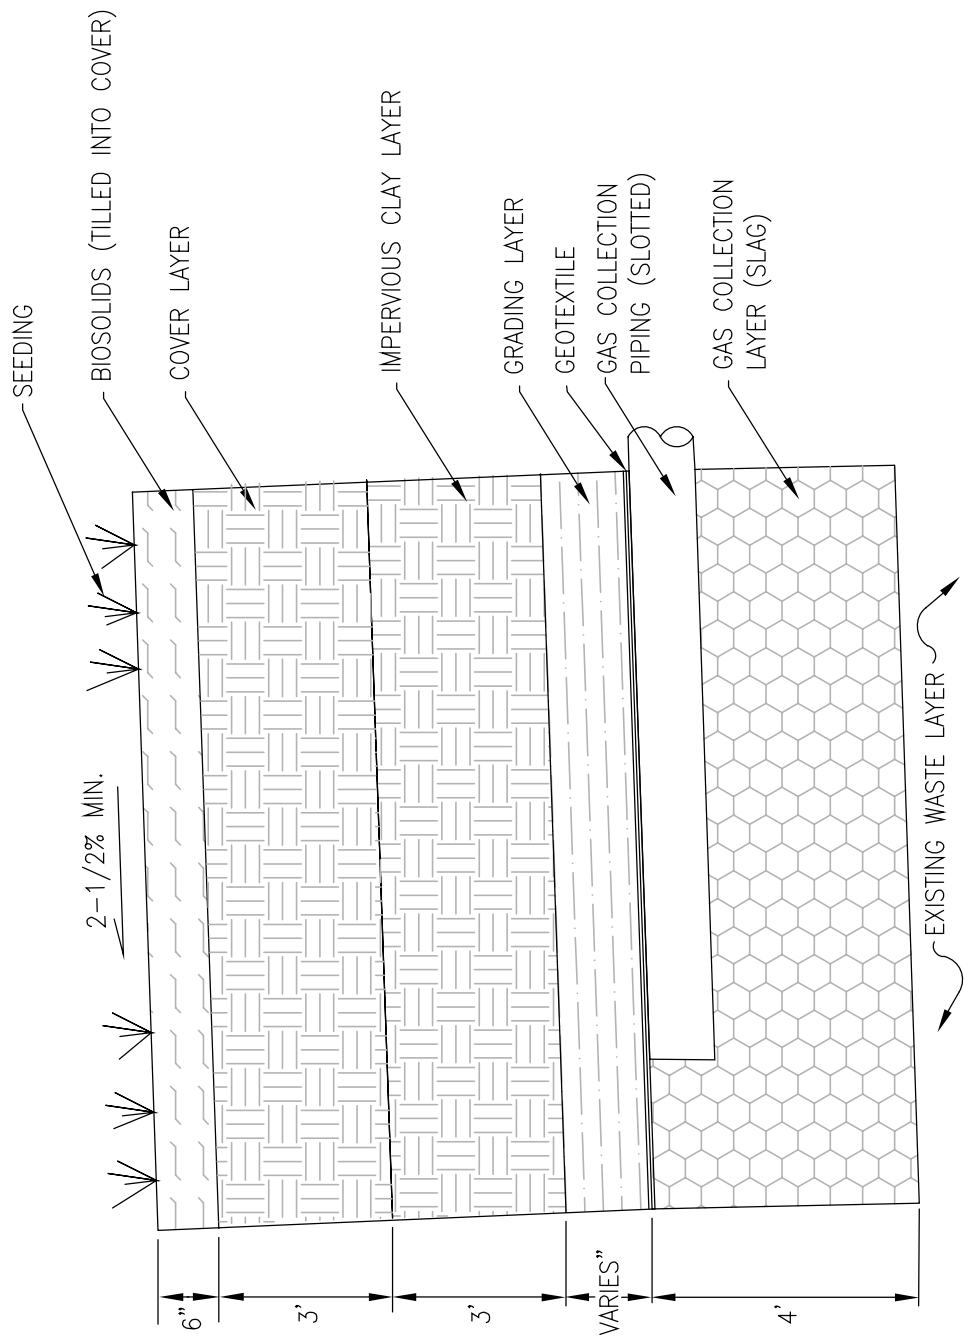 SEEDING
BIOSOLIDS (TILLED INTO COVER)
COVER LAYER
IMPERVIOUS CLAY LAYER
GRADING LAYER
GEOTEXTILE
GAS COLLECTION
PIPING (SLOTTED)
GAS COLLECTION
LAYER (SLAG)
2-1/2% MIN.
EXISTING WASTE LAYER
6"
3'
3'
VARIES"
4'